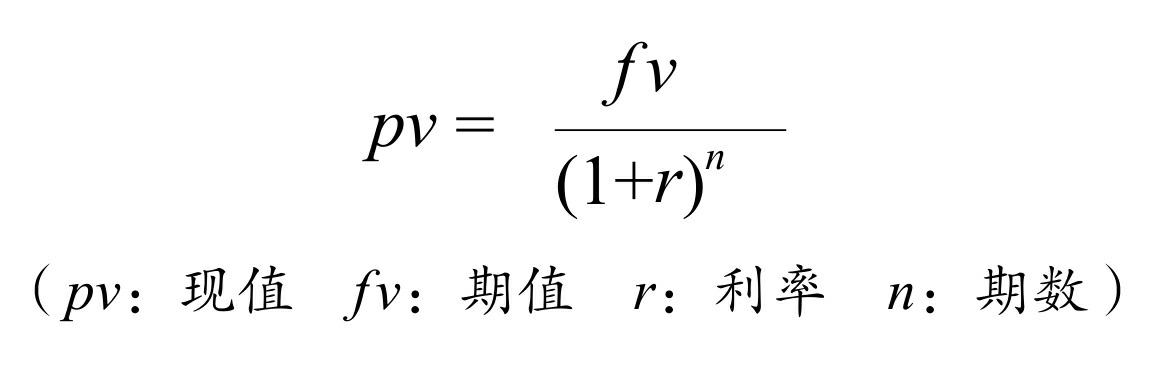 pv = fv / (1+r)^n
（pv：现值 fv：期值 r：利率 n：期数）